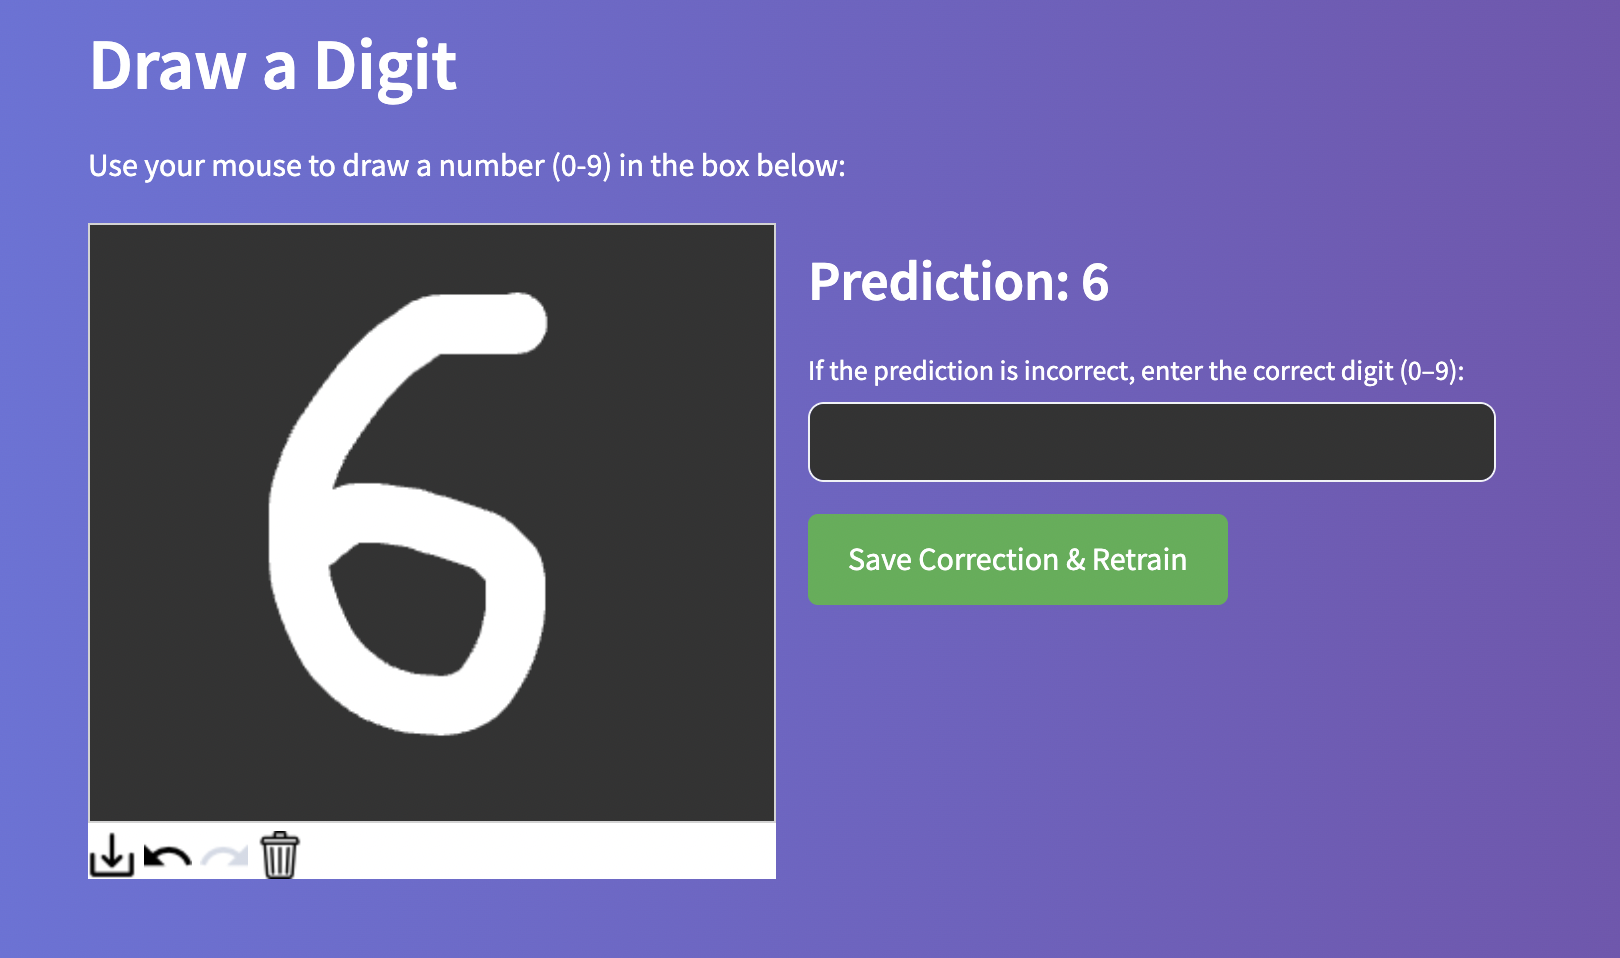 Draw a Digit
Use your mouse to draw a number (0-9) in the box below:
6
Prediction: 6
If the prediction is incorrect, enter the correct digit (0–9):
Save Correction & Retrain